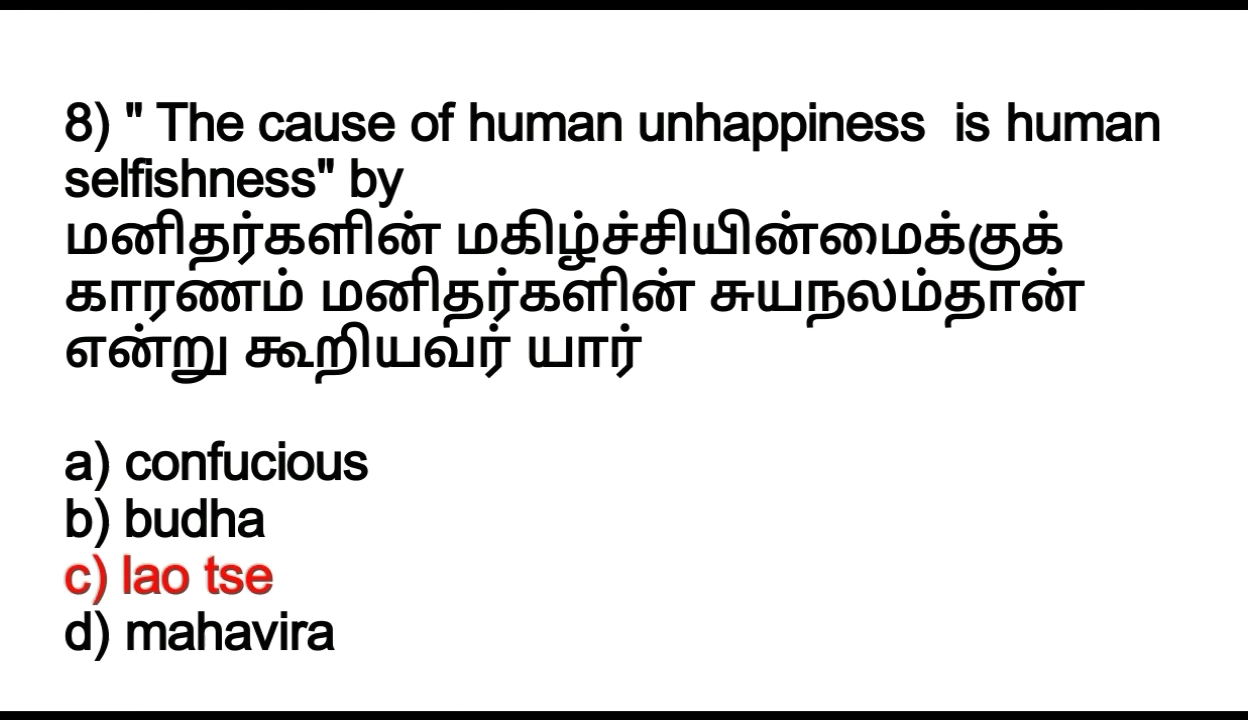 8) " The cause of human unhappiness  is human
selfishness" by
மனிதர்களின் மகிழ்ச்சியின்மைக்குக்
காரணம் மனிதர்களின் சுயநலம்தான்
என்று கூறியவர் யார்
a) confucious
b) budha
c) lao tse
d) mahavira